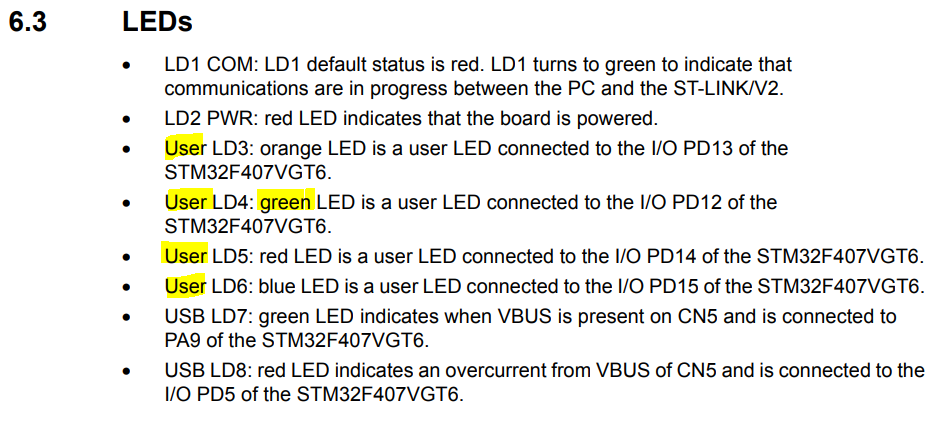 6.3 LEDs
• LD1 COM: LD1 default status is red. LD1 turns to green to indicate that
communications are in progress between the PC and the ST-LINK/V2.
• LD2 PWR: red LED indicates that the board is powered.
• User LD3: orange LED is a user LED connected to the I/O PD13 of the
STM32F407VGT6.
• User LD4: green LED is a user LED connected to the I/O PD12 of the
STM32F407VGT6.
• User LD5: red LED is a user LED connected to the I/O PD14 of the STM32F407VGT6.
• User LD6: blue LED is a user LED connected to the I/O PD15 of the STM32F407VGT6.
• USB LD7: green LED indicates when VBUS is present on CN5 and is connected to
PA9 of the STM32F407VGT6.
• USB LD8: red LED indicates an overcurrent from VBUS of CN5 and is connected to the
I/O PD5 of the STM32F407VGT6.